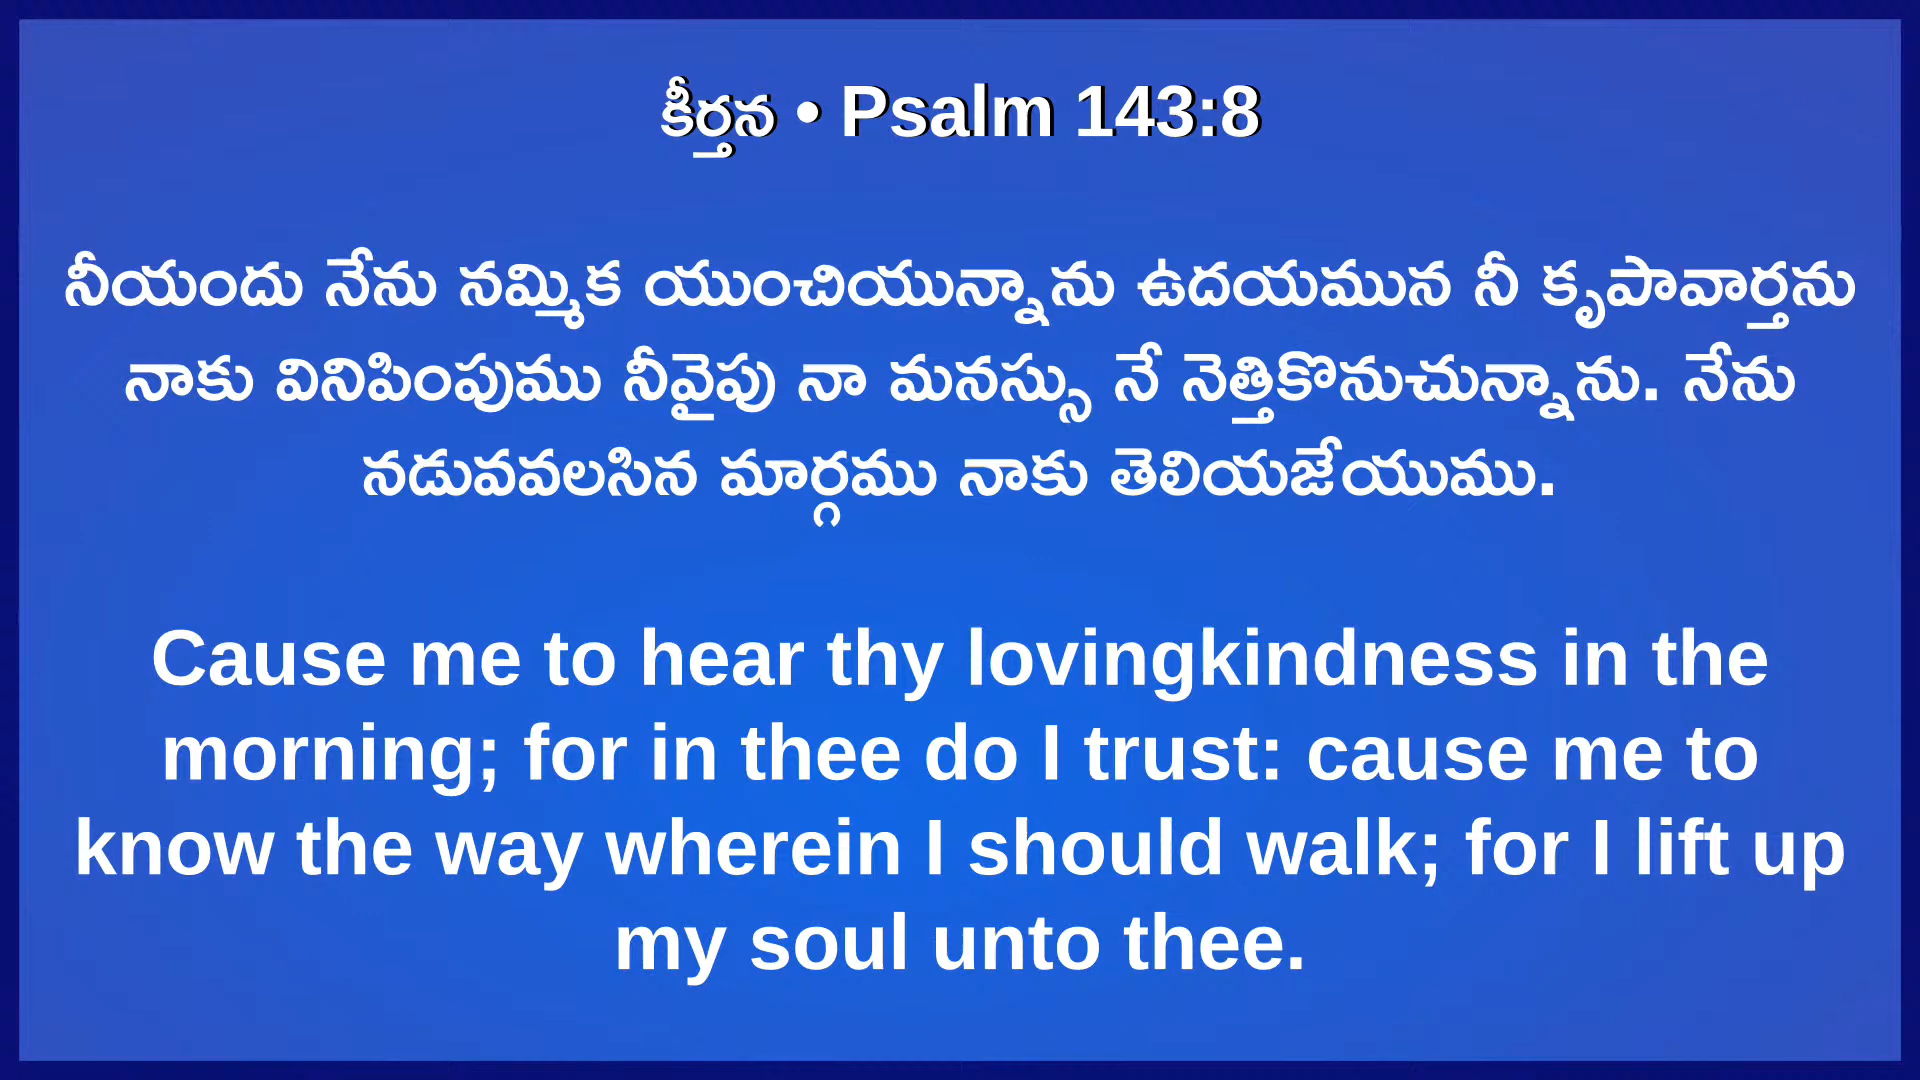 కీర్తన • Psalm 143:8
నీయందు నేను నమ్మిక యుంచియున్నాను ఉదయమున నీ కృపావార్తను
నాకు వినిపింపుము నీవైపు నా మనస్సు నే నెత్తికొనుచున్నాను. నేను
నడువవలసిన మార్గము నాకు తెలియజేయుము.
Cause me to hear thy lovingkindness in the
morning; for in thee do I trust: cause me to
know the way wherein I should walk; for I lift up
my soul unto thee.